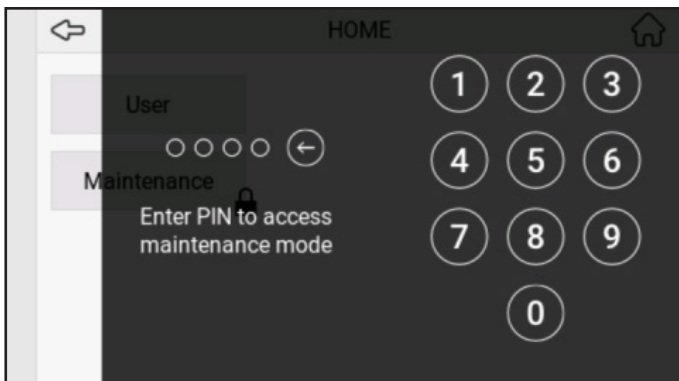 HOME
User
Maintenance
Enter PIN to access
maintenance mode
1 2 3
4 5 6
7 8 9
0